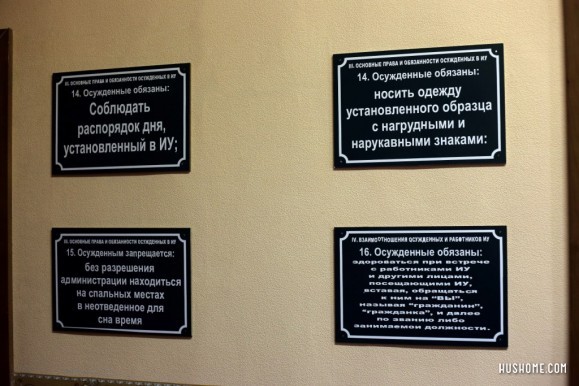 III. ОСНОВНЫЕ ПРАВА И ОБЯЗАННОСТИ ОСУЖДЕННЫХ В ИУ
14. Осужденные обязаны:
Соблюдать
распорядок дня,
установленный в ИУ;
III. ОСНОВНЫЕ ПРАВА И ОБЯЗАННОСТИ ОСУЖДЕННЫХ В ИУ
14. Осужденные обязаны:
носить одежду
установленного образца
с нагрудными и
нарукавными знаками:
III. ОСНОВНЫЕ ПРАВА И ОБЯЗАННОСТИ ОСУЖДЕННЫХ В ИУ
15. Осужденным запрещается:
без разрешения
администрации находиться
на спальных местах
в неотведенное для
сна время
IV. ВЗАИМООТНОШЕНИЯ ОСУЖДЕННЫХ И РАБОТНИКОВ ИУ
16. Осужденные обязаны:
здороваться при встрече
с работниками ИУ
и другими лицами,
посещающими ИУ,
вставая, обращаться
к ним на "ВЫ",
называя "гражданин",
"гражданка", и далее
по званию либо
занимаемой должности.
HUSHOME.COM